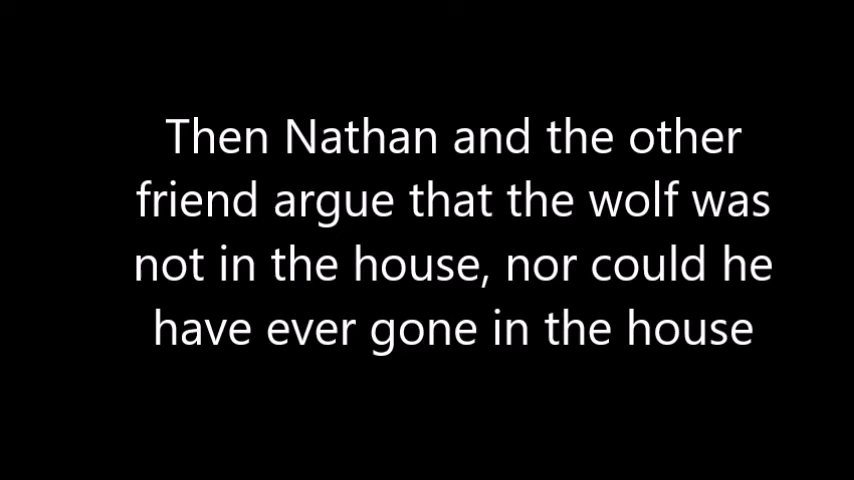 Then Nathan and the other
friend argue that the wolf was
not in the house, nor could he
have ever gone in the house